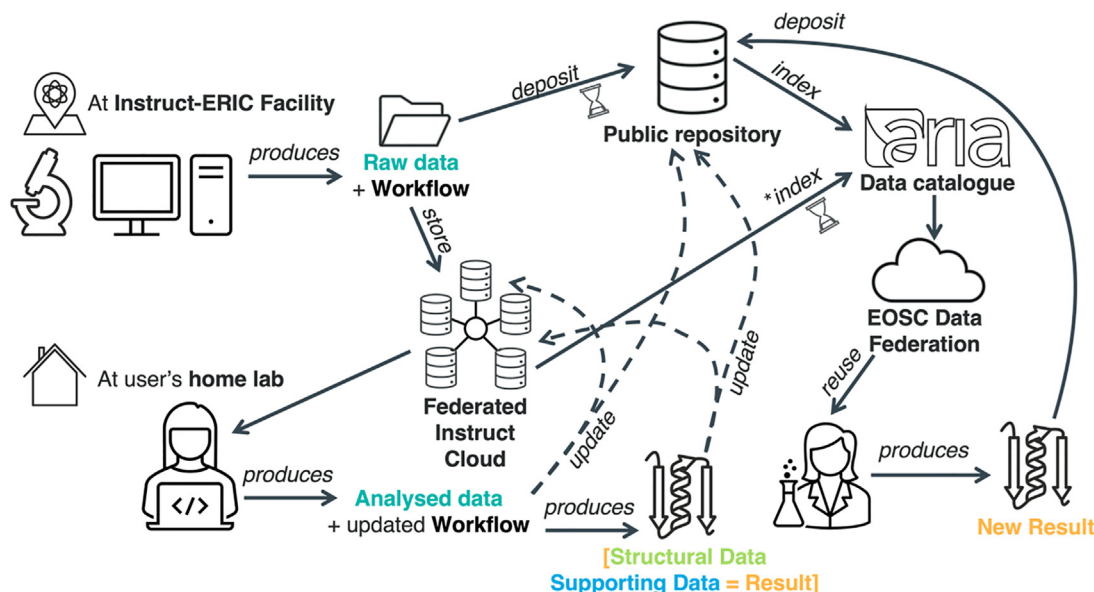 deposit
deposit
index
At Instruct-ERIC Facility
produces
Raw data
+ Workflow
Public repository
aria
Data catalogue
*index
store
EOSC Data
Federation
reuse
At user's home lab
Federated
Instruct
Cloud
update
update
produces
</>
Analysed data
+ updated Workflow
produces
[Structural Data
Supporting Data = Result]
produces
New Result